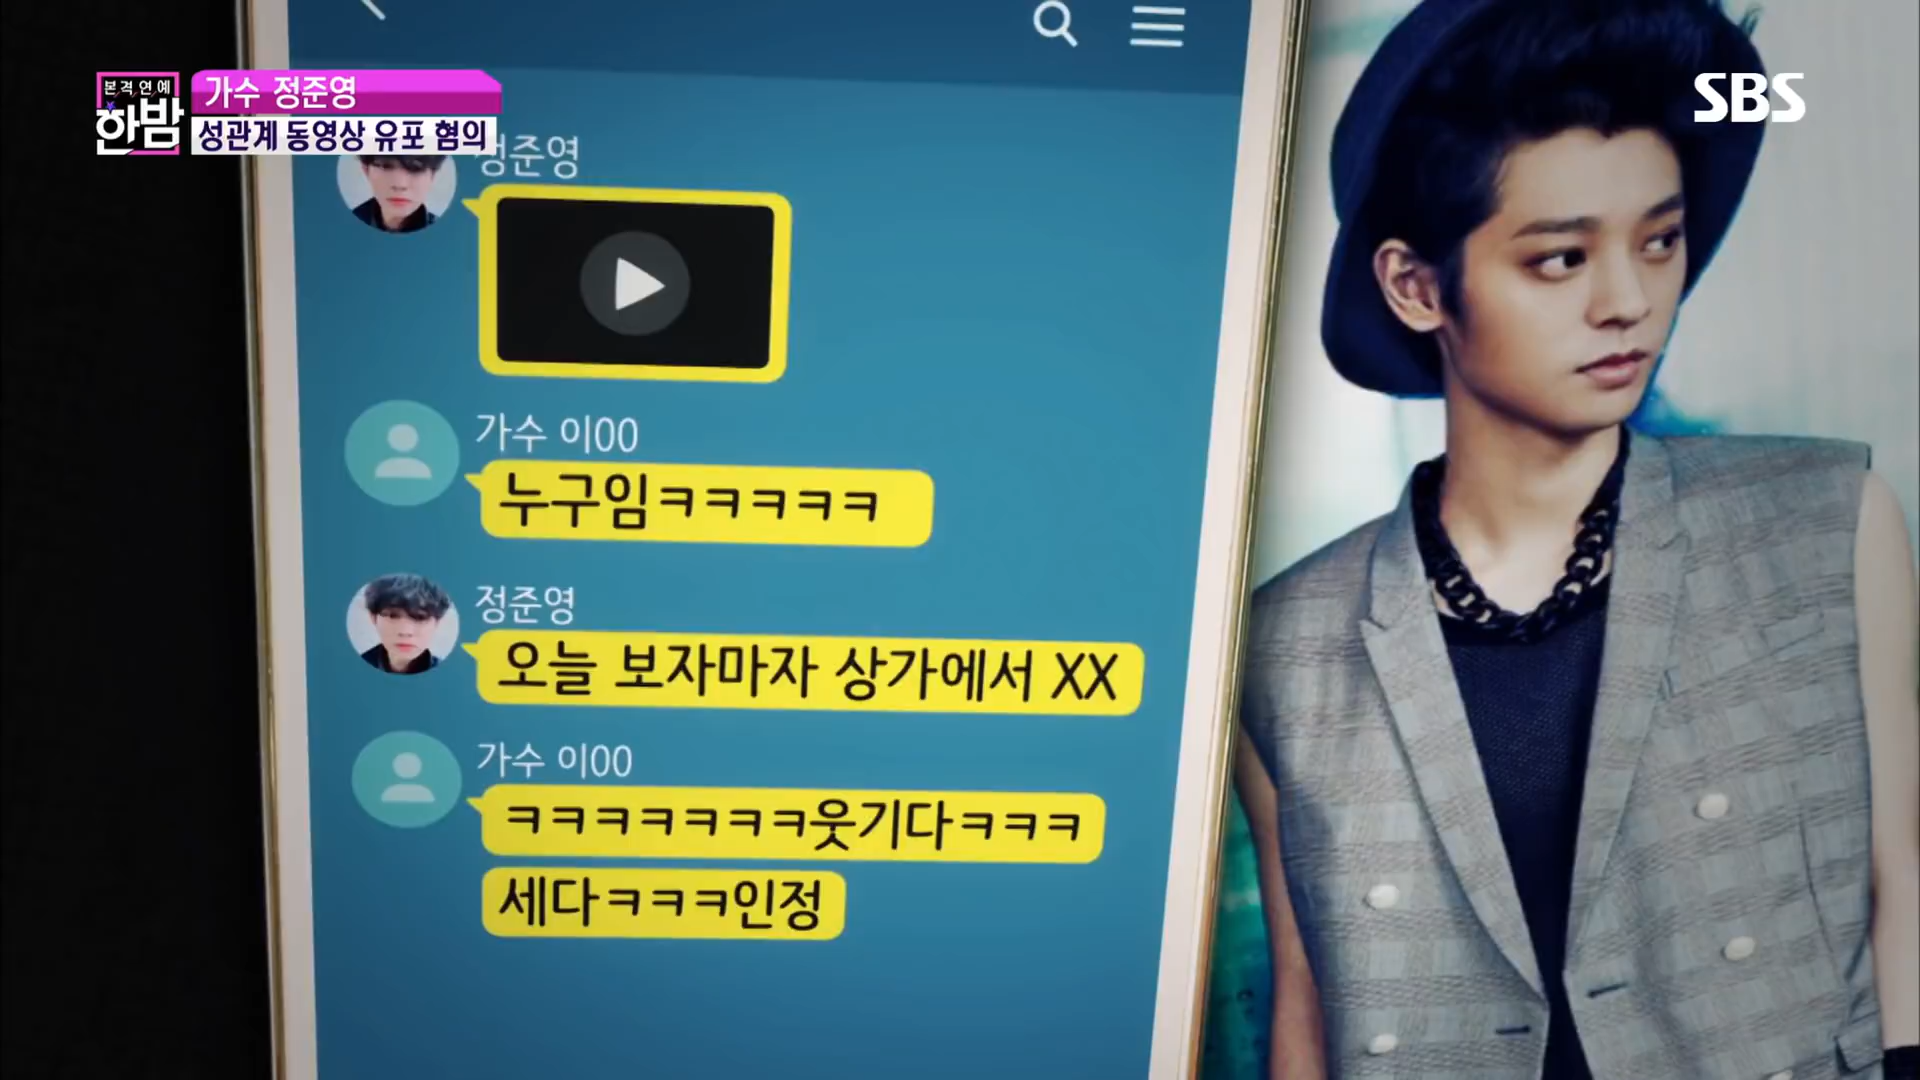 본격연예
한밤
가수 정준영
성관계 동영상 유포 혐의
SBS
정준영
가수 이00
누구임ㅋㅋㅋㅋㅋ
정준영
오늘 보자마자 상가에서 XX
가수 이00
ㅋㅋㅋㅋㅋㅋㅋ웃기다ㅋㅋㅋ
세다ㅋㅋㅋ인정